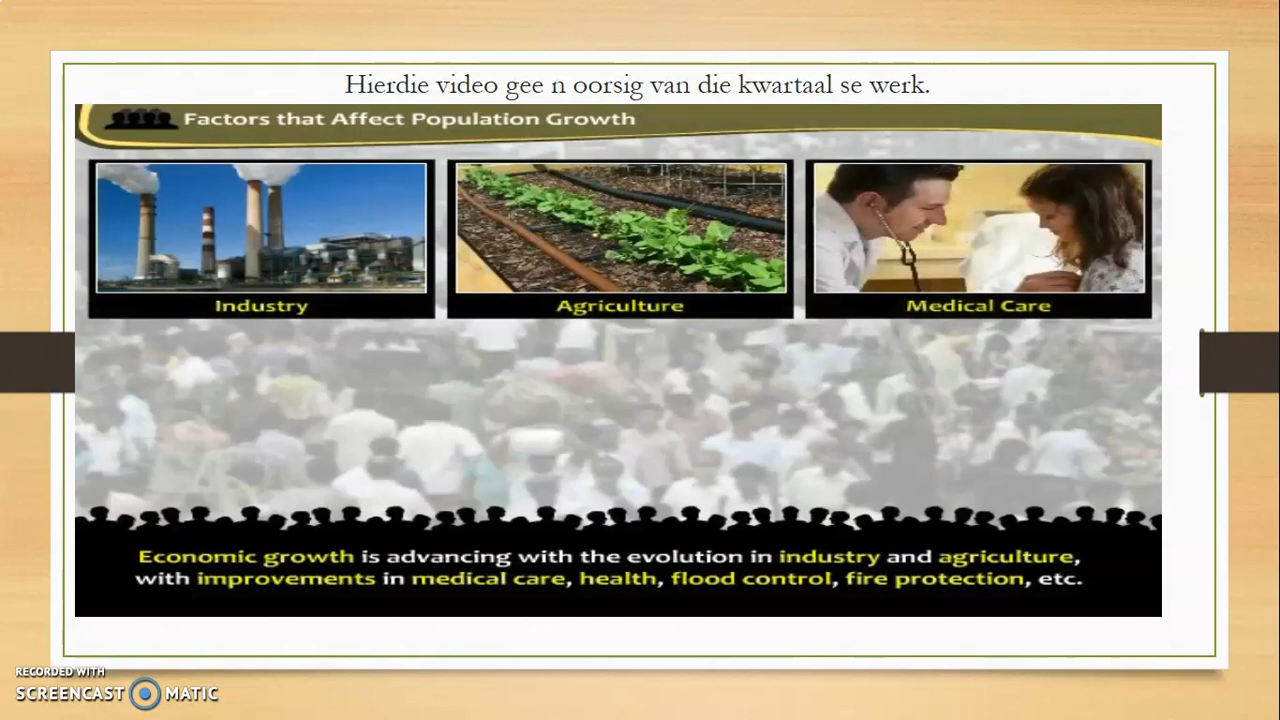 Hierdie video gee n oorsig van die kwartaal se werk.
Factors that Affect Population Growth
Industry
Agriculture
Medical Care
Economic growth is advancing with the evolution in industry and agriculture,
with improvements in medical care, health, flood control, fire protection, etc.
RECORDED WITH
SCREENCAST MATIC